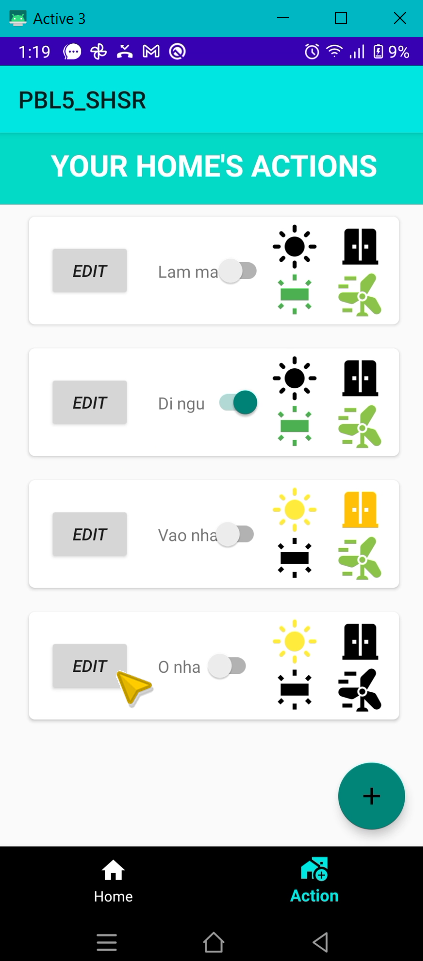 Active 3
1:19 9%
PBL5_SHSR
YOUR HOME'S ACTIONS
EDIT Lam ma
EDIT Di ngu
EDIT Vao nha
EDIT O nha
+
Home Action